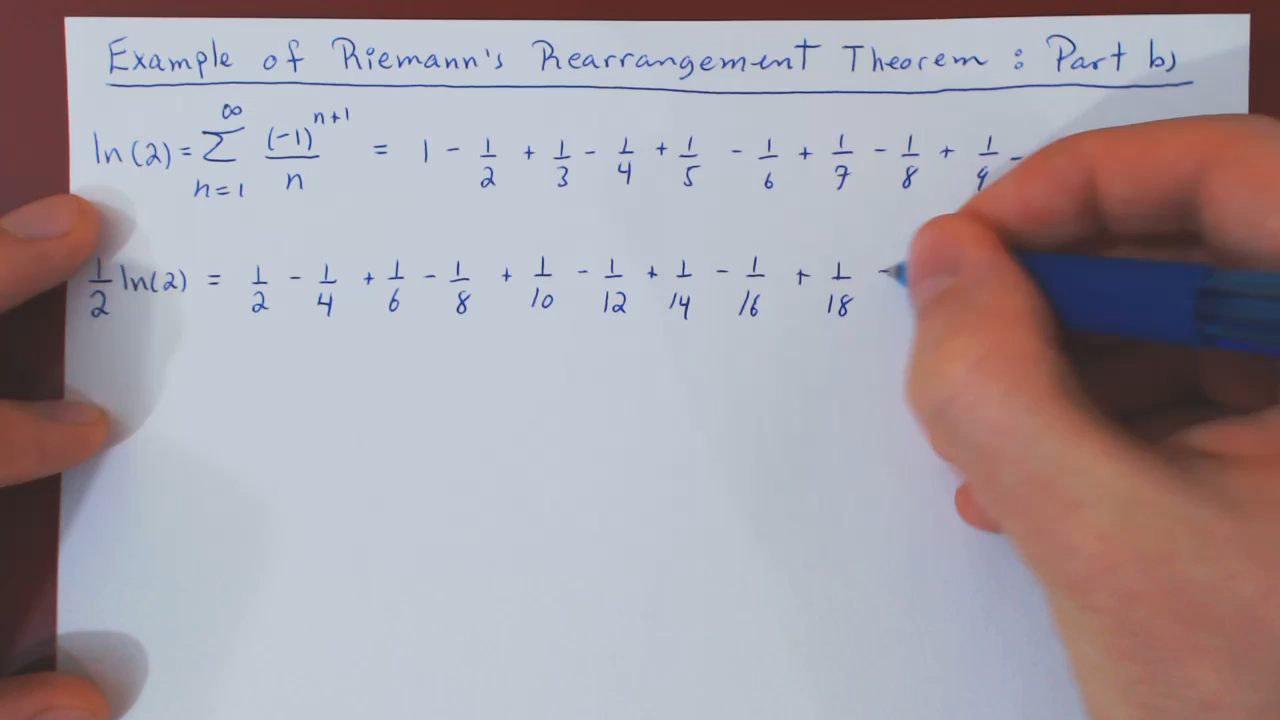 Example of Riemann's Rearrangement Theorem : Part b)
ln(2) = ∑_{n=1}^{∞} (-1)^{n+1}/n = 1 - 1/2 + 1/3 - 1/4 + 1/5 - 1/6 + 1/7 - 1/8 + 1/9 -
1/2 ln(2) = 1/2 - 1/4 + 1/6 - 1/8 + 1/10 - 1/12 + 1/14 - 1/16 + 1/18 -